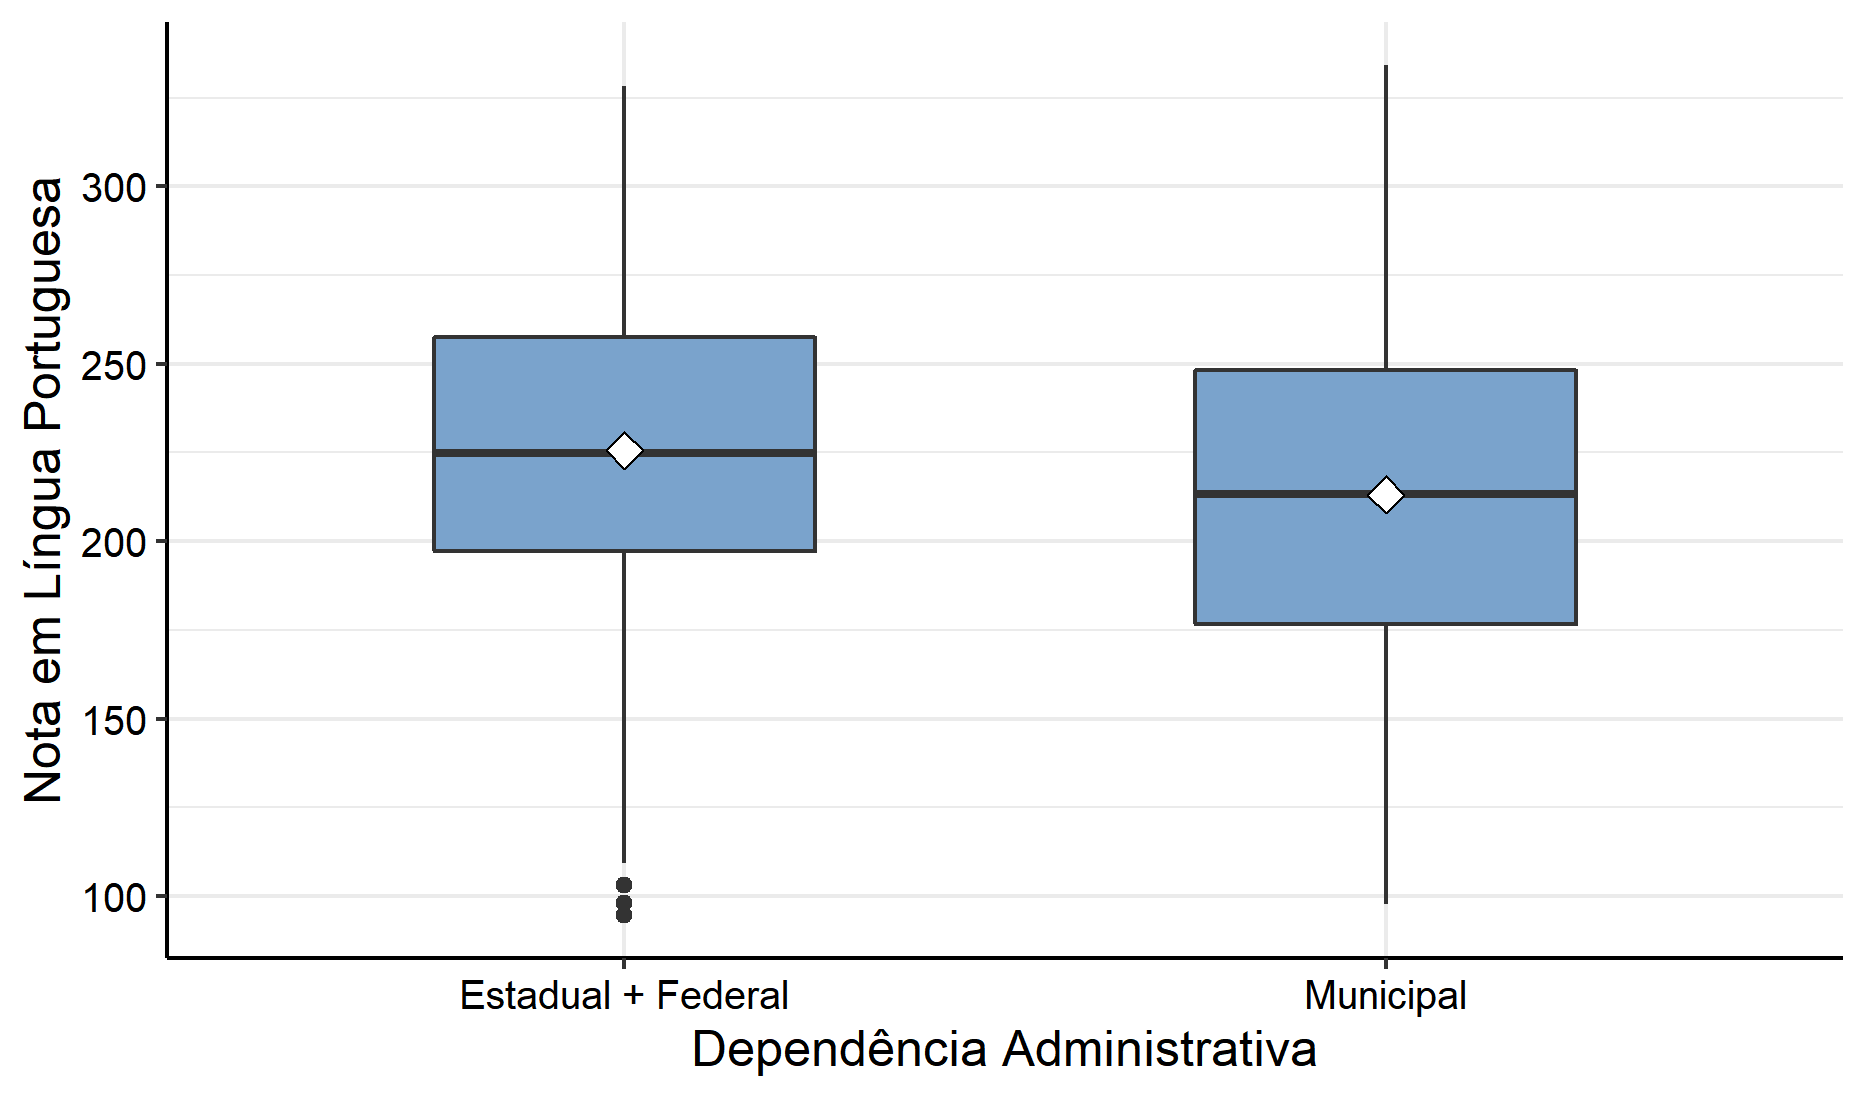 Nota em Língua Portuguesa
300
250
200
150
100
Estadual + Federal
Municipal
Dependência Administrativa